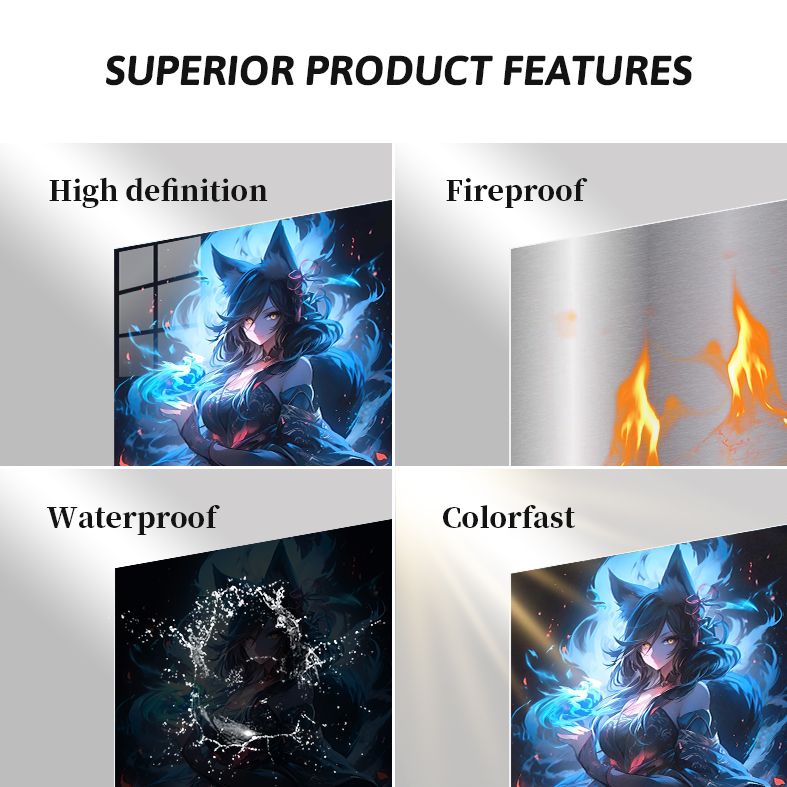 SUPERIOR PRODUCT FEATURES
High definition
Fireproof
Waterproof
Colorfast